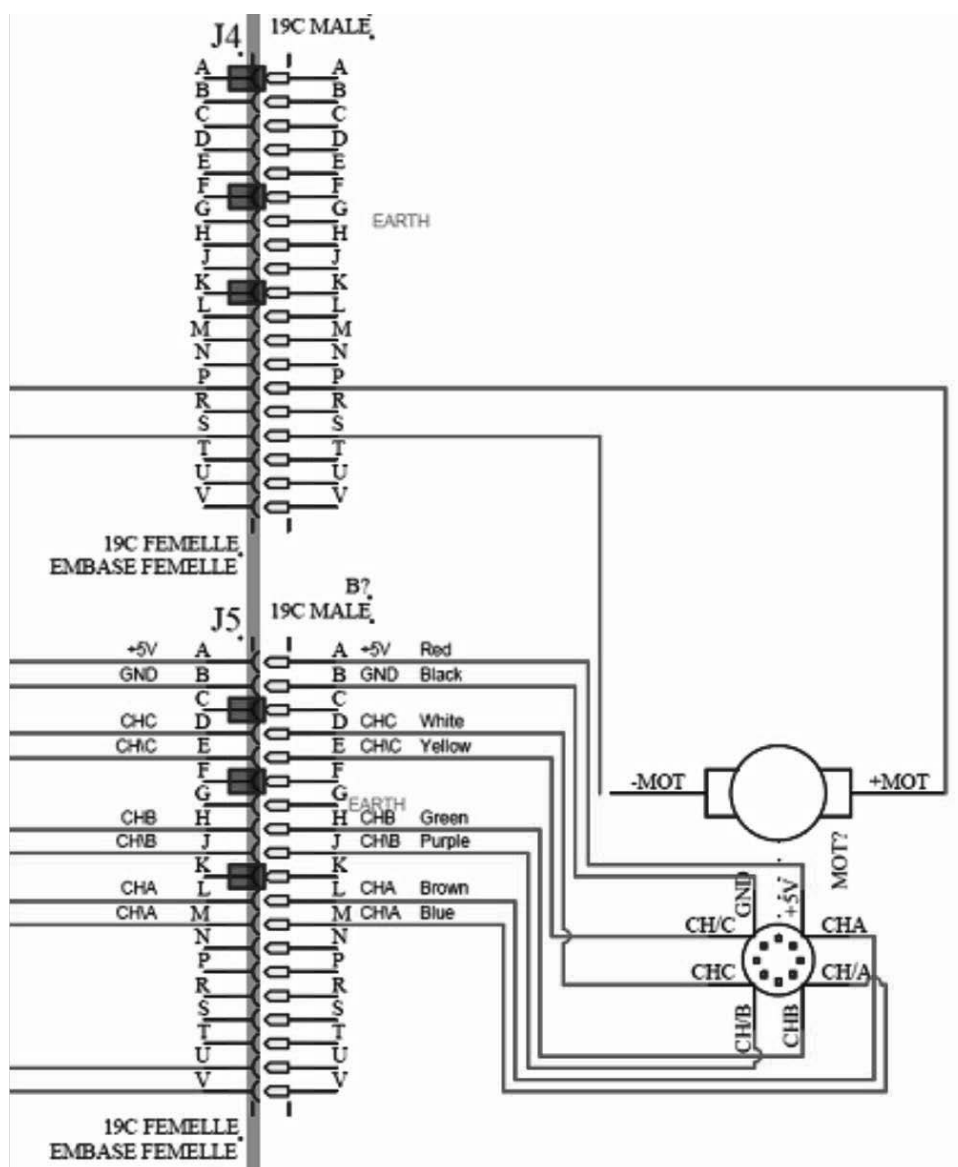 19C MALE
J4
A A
B B
C C
D D
E E
F F
G G
EARTH
H H
J J
K K
L L
M M
N N
P P
R R
S S
T T
U U
V V
19C FEMELLE
EMBASE FEMELLE
B?
J5 19C MALE
+5V A A +5V Red
GND B B GND Black
C C
CHC D D CHC White
CH\C E E CH\C Yellow
F F
G G EARTH
CHB H H CHB Green
CH\B J J CH\B Purple
K K
CHA L L CHA Brown
CH\A M M CH\A Blue
N N
P P
R R
S S
T T
U U
V V
19C FEMELLE
EMBASE FEMELLE
-MOT +MOT
MOT?
GND +5V
CH/C CHA
CHC CH/A
CH/B CHB